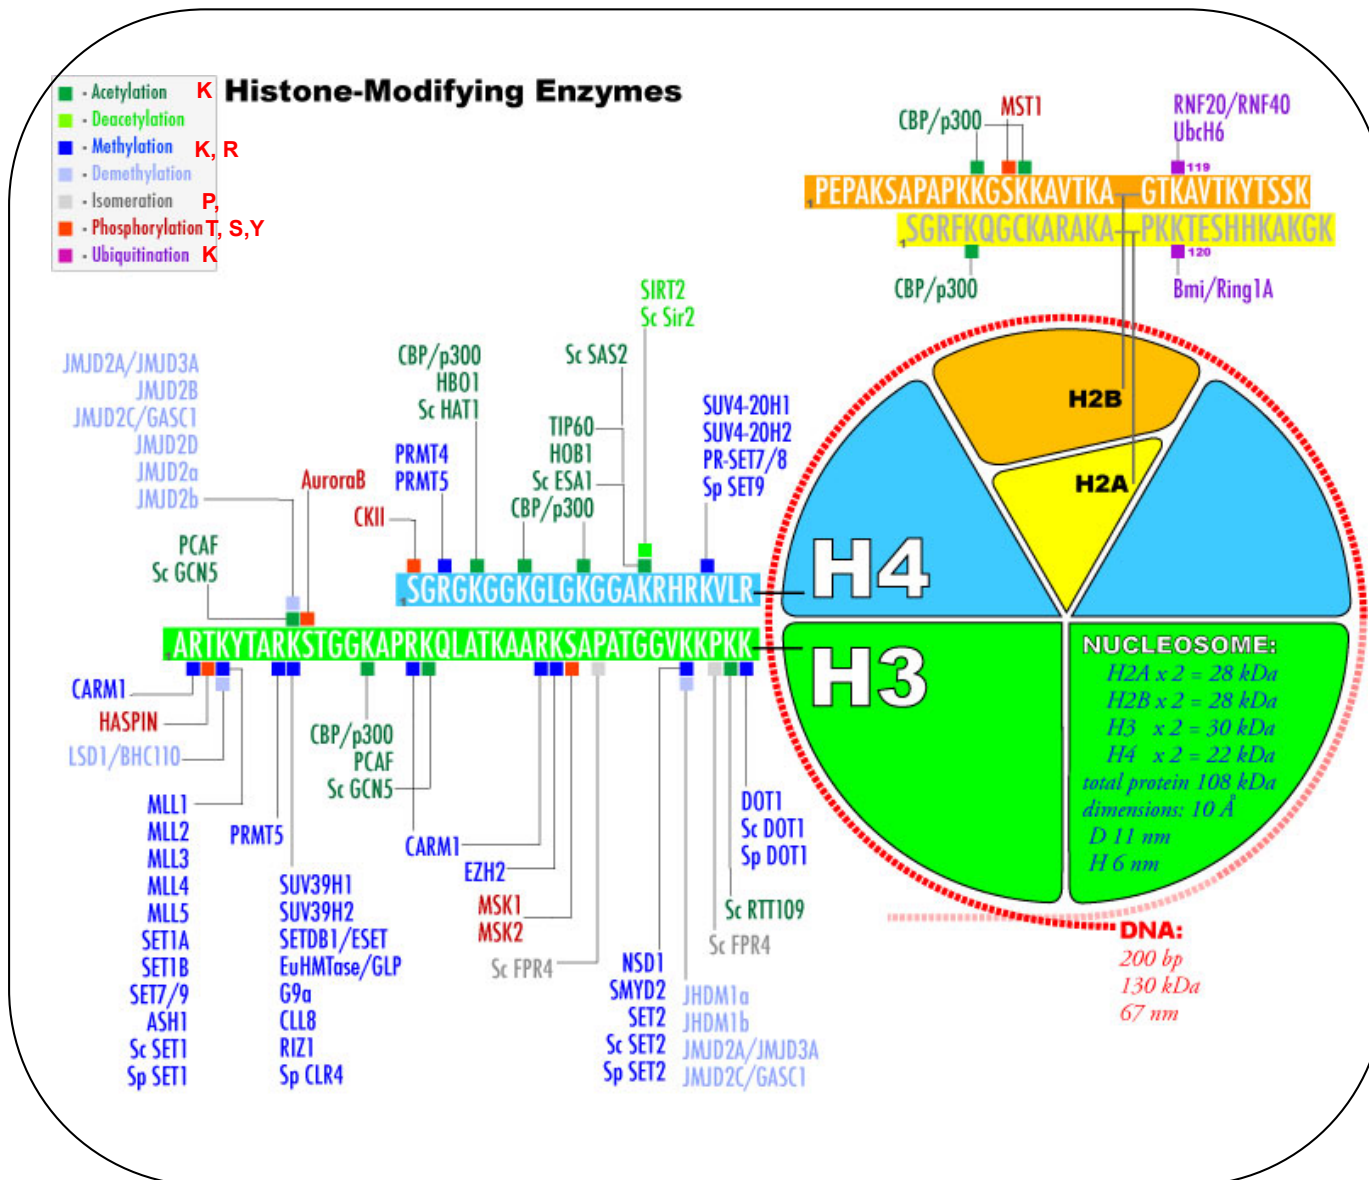 Histone-Modifying Enzymes
- Acetylation K
- Deacetylation
- Methylation K, R
- Demethylation
- Isomeration P,
- Phosphorylation T, S,Y
- Ubiquitination K
CBP/p300
MST1
RNF20/RNF40
UbcH6
119
1 PEPAKSAPAPKKGSKKAVTKA GTKAVTKYTSSK
1 SGRFKQGCKARAKA PKKTESHHKAKGK
120
CBP/p300
Bmi/Ring1A
SIRT2
Sc Sir2
JMJD2A/JMJD3A
JMJD2B
JMJD2C/GASC1
JMJD2D
JMJD2a
JMJD2b
AuroraB
PCAF
Sc GCN5
CKII
PRMT4
PRMT5
CBP/p300
HBO1
Sc HAT1
Sc SAS2
TIP60
HOB1
Sc ESA1
CBP/p300
SUV4-20H1
SUV4-20H2
PR-SET7/8
Sp SET9
SGRGKGGKGLGKGGAKRHRKVLR
ARTKYTARKSTGGKAPRKQLATKAARKSAPATGGVKKPKK
H2B
H2A
H4
H3
NUCLEOSOME:
H2A x 2 = 28 kDa
H2B x 2 = 28 kDa
H3 x 2 = 30 kDa
H4 x 2 = 22 kDa
total protein 108 kDa
dimensions: 10 Å
D 11 nm
H 6 nm
DNA:
200 bp
130 kDa
67 nm
CARM1
HASPIN
LSD1/BHC110
MLL1
MLL2
MLL3
MLL4
MLL5
SET1A
SET1B
SET7/9
ASH1
Sc SET1
Sp SET1
PRMT5
SUV39H1
SUV39H2
SETDB1/ESET
EuHMTase/GLP
G9a
CLL8
RIZ1
Sp CLR4
CBP/p300
PCAF
Sc GCN5
CARM1
EZH2
MSK1
MSK2
Sc FPR4
NSD1
SMYD2
SET2
Sc SET2
Sp SET2
JHDM1a
JHDM1b
JMJD2A/JMJD3A
JMJD2C/GASC1
Sc FPR4
Sc RTT109
DOT1
Sc DOT1
Sp DOT1